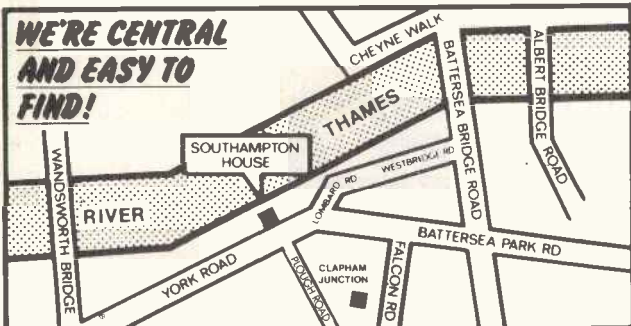 WE'RE CENTRAL
AND EASY TO
FIND!
CHEYNE WALK
BATTERSEA BRIDGE ROAD
ALBERT BRIDGE
ROAD
THAMES
SOUTHAMPTON
HOUSE
WANDSWORTH BRIDGE
RIVER
LOMBARD RD
WESTBRIDGE RD
BATTERSEA PARK RD
YORK ROAD
PLOUGH ROAD
CLAPHAM
JUNCTION
FALCON RD